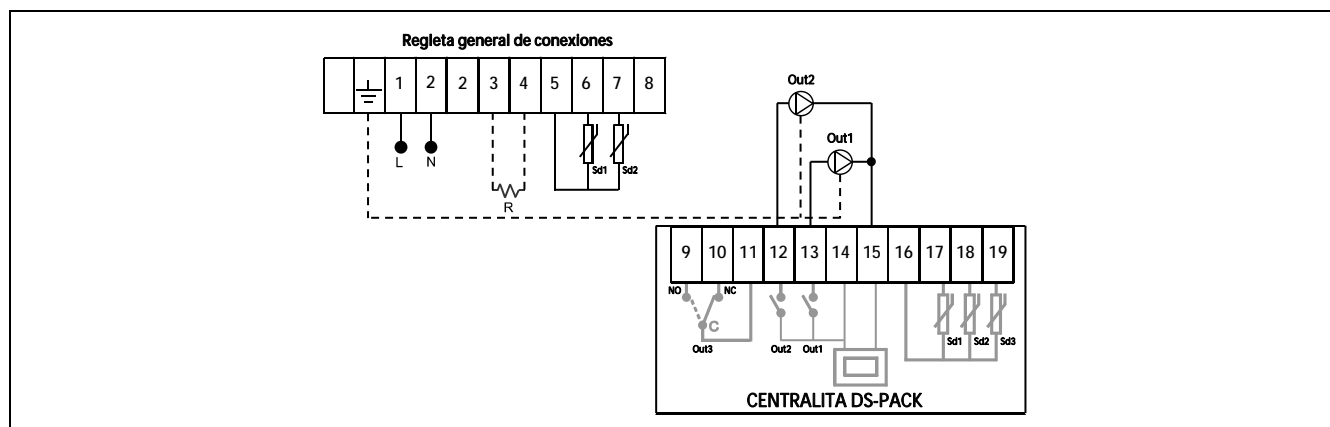 Regleta general de conexiones
1 2 2 3 4 5 6 7 8
L N
R
Sd1 Sd2
Out2
Out1
9 10 11 12 13 14 15 16 17 18 19
NO NC
C
Out3 Out2 Out1
Sd1 Sd2 Sd3
CENTRALITA DS-PACK